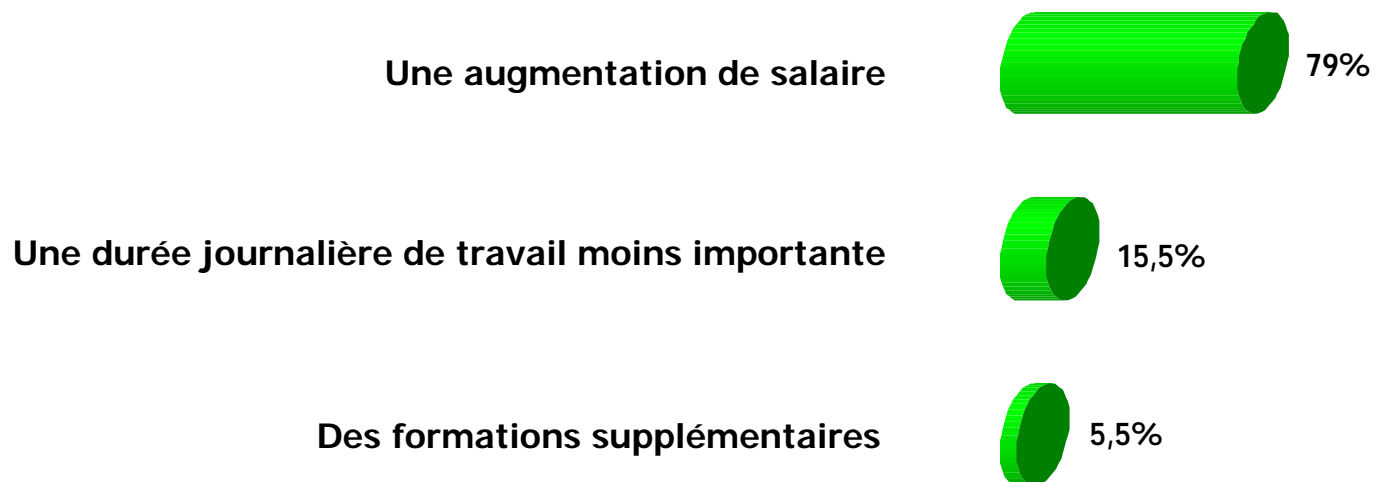 Une augmentation de salaire 79%
Une durée journalière de travail moins importante 15,5%
Des formations supplémentaires 5,5%